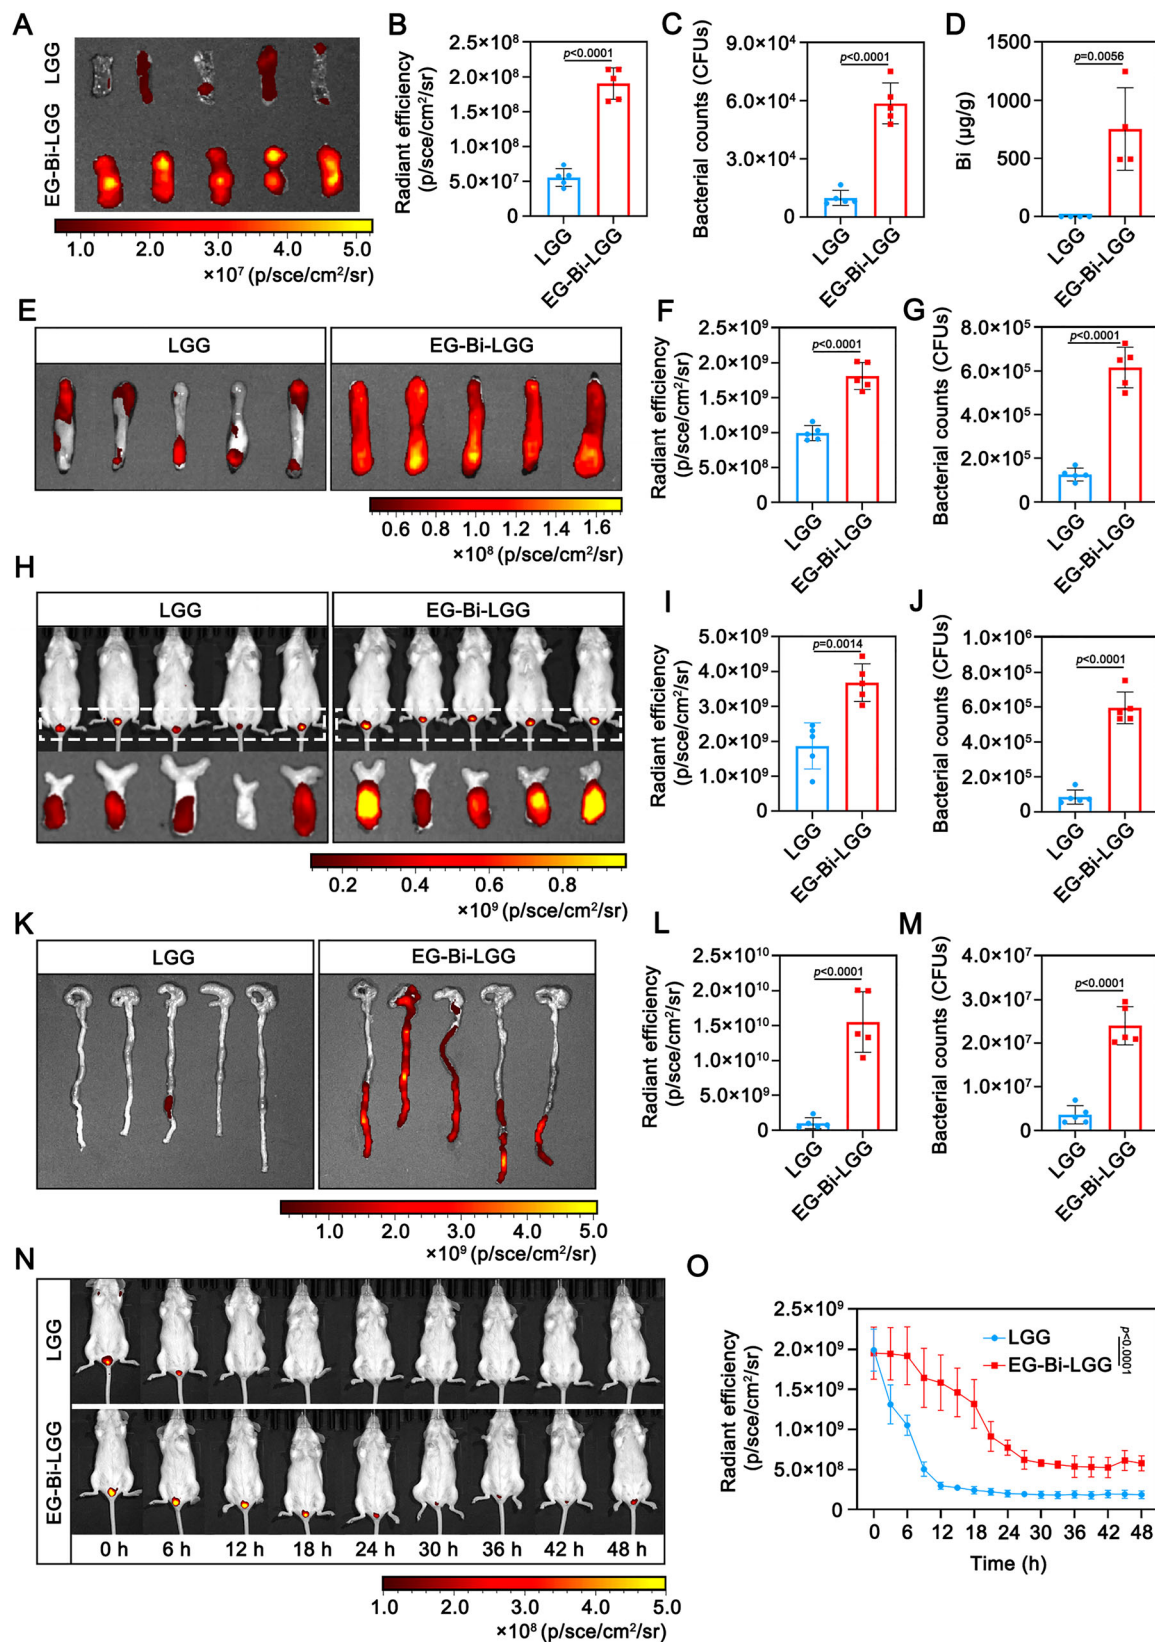 A
LGG
EG-Bi-LGG
1.0 2.0 3.0 4.0 5.0
×10⁷ (p/sce/cm²/sr)
B
Radiant efficiency
(p/sce/cm²/sr)
2.5×10⁸
2.0×10⁸
1.5×10⁸
1.0×10⁸
5.0×10⁷
0
p<0.0001
LGG
EG-Bi-LGG
C
Bacterial counts (CFUs)
9.0×10⁴
6.0×10⁴
3.0×10⁴
0
p<0.0001
LGG
EG-Bi-LGG
D
Bi (μg/g)
1500
1000
500
0
p=0.0056
LGG
EG-Bi-LGG
E
LGG
EG-Bi-LGG
0.6 0.8 1.0 1.2 1.4 1.6
×10⁸ (p/sce/cm²/sr)
F
Radiant efficiency
(p/sce/cm²/sr)
2.5×10⁹
2.0×10⁹
1.5×10⁹
1.0×10⁹
5.0×10⁸
0
p<0.0001
LGG
EG-Bi-LGG
G
Bacterial counts (CFUs)
8.0×10⁵
6.0×10⁵
4.0×10⁵
2.0×10⁵
0
p<0.0001
LGG
EG-Bi-LGG
H
LGG
EG-Bi-LGG
0.2 0.4 0.6 0.8
×10⁹ (p/sce/cm²/sr)
I
Radiant efficiency
(p/sce/cm²/sr)
5.0×10⁹
4.0×10⁹
3.0×10⁹
2.0×10⁹
1.0×10⁹
0
p=0.0014
LGG
EG-Bi-LGG
J
Bacterial counts (CFUs)
1.0×10⁶
8.0×10⁵
6.0×10⁵
4.0×10⁵
2.0×10⁵
0
p<0.0001
LGG
EG-Bi-LGG
K
LGG
EG-Bi-LGG
1.0 2.0 3.0 4.0 5.0
×10⁹ (p/sce/cm²/sr)
L
Radiant efficiency
(p/sce/cm²/sr)
2.5×10¹⁰
2.0×10¹⁰
1.5×10¹⁰
1.0×10¹⁰
5.0×10⁹
0
p<0.0001
LGG
EG-Bi-LGG
M
Bacterial counts (CFUs)
4.0×10⁷
3.0×10⁷
2.0×10⁷
1.0×10⁷
0
p<0.0001
LGG
EG-Bi-LGG
N
LGG
EG-Bi-LGG
0 h 6 h 12 h 18 h 24 h 30 h 36 h 42 h 48 h
1.0 2.0 3.0 4.0 5.0
×10⁸ (p/sce/cm²/sr)
O
Radiant efficiency
(p/sce/cm²/sr)
2.5×10⁹
2.0×10⁹
1.5×10⁹
1.0×10⁹
5.0×10⁸
0
LGG
EG-Bi-LGG
p<0.0001
0 6 12 18 24 30 36 42 48
Time (h)